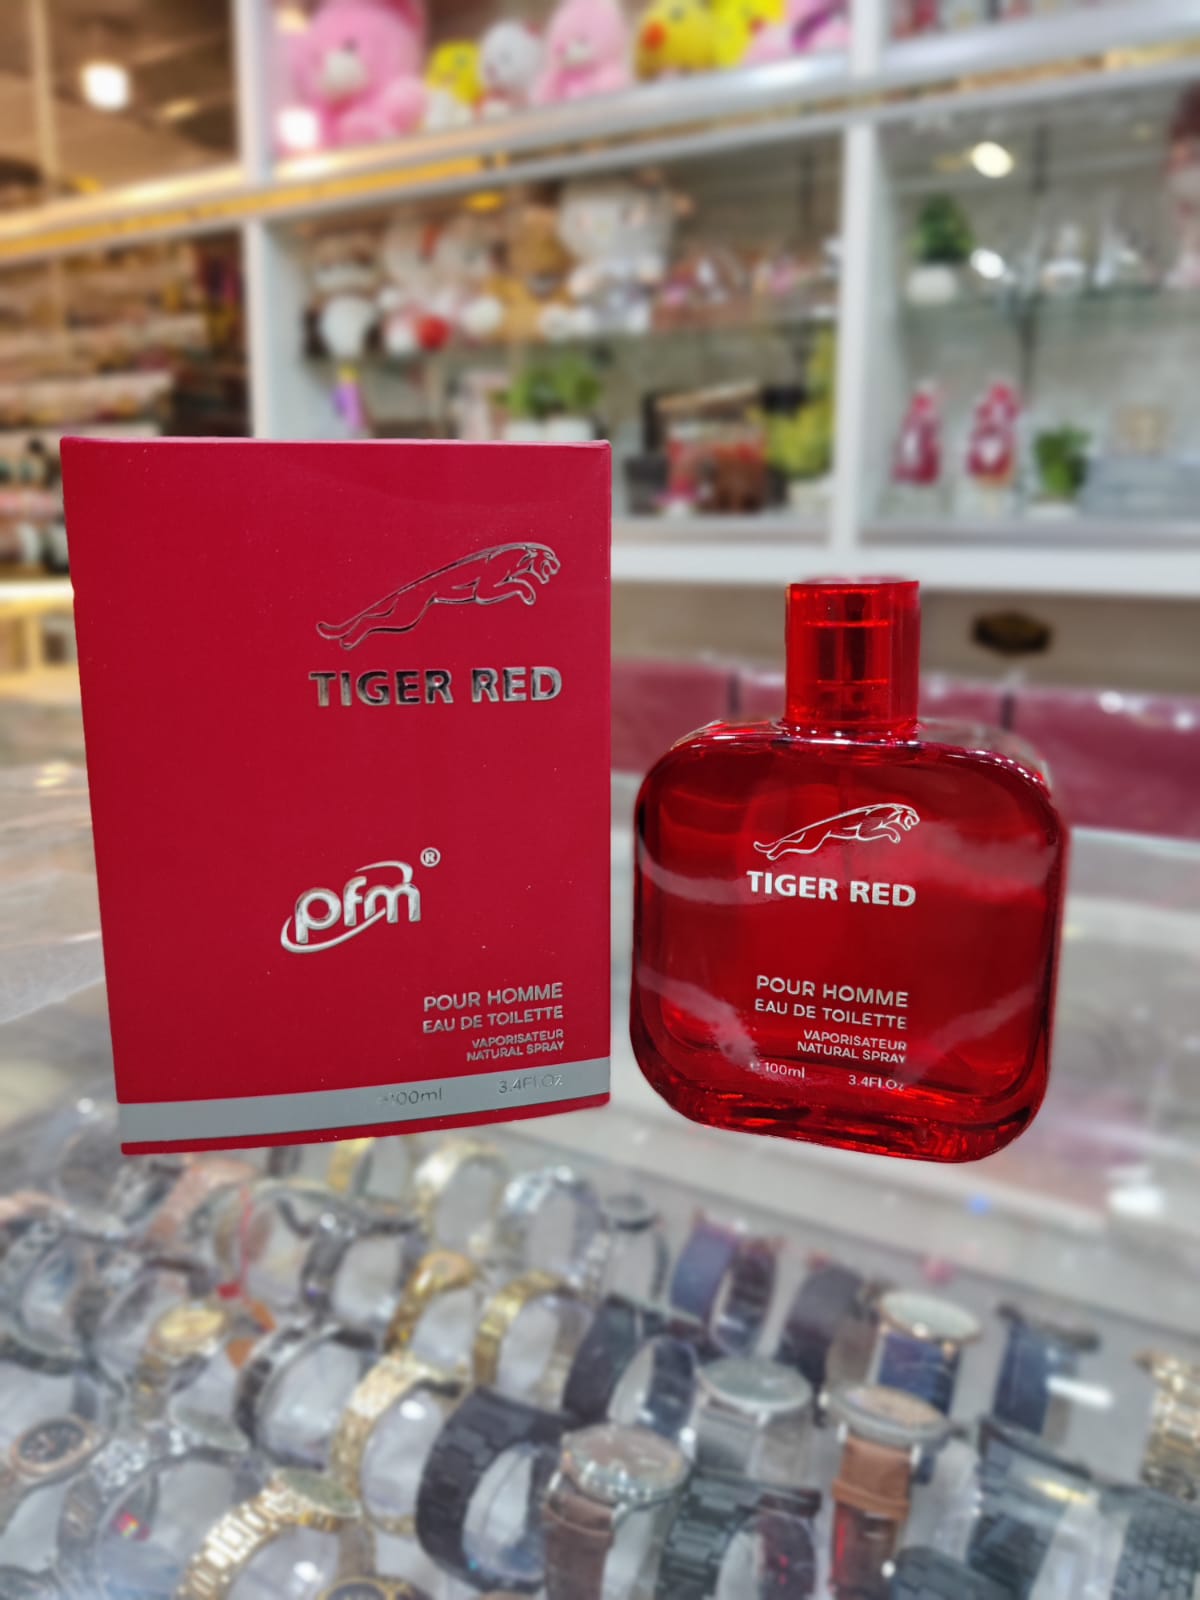 TIGER RED
pfm®
POUR HOMME
EAU DE TOILETTE
VAPORISATEUR
NATURAL SPRAY
℮100ml 3.4Fl.Oz
TIGER RED
POUR HOMME
EAU DE TOILETTE
VAPORISATEUR
NATURAL SPRAY
℮ 100ml 3.4Fl.Oz